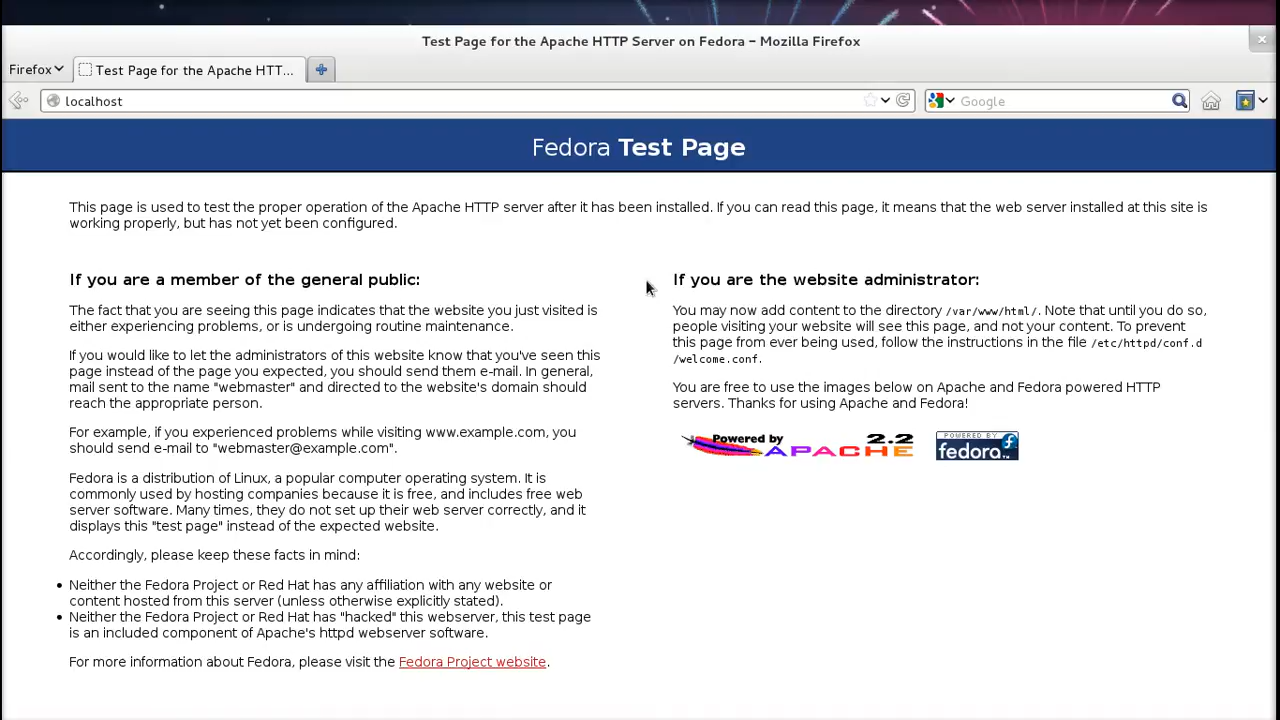 Test Page for the Apache HTTP Server on Fedora – Mozilla Firefox
Firefox
Test Page for the Apache HTT...
localhost
Google
Fedora Test Page
This page is used to test the proper operation of the Apache HTTP server after it has been installed. If you can read this page, it means that the web server installed at this site is
working properly, but has not yet been configured.
If you are a member of the general public:
The fact that you are seeing this page indicates that the website you just visited is
either experiencing problems, or is undergoing routine maintenance.
If you would like to let the administrators of this website know that you've seen this
page instead of the page you expected, you should send them e-mail. In general,
mail sent to the name "webmaster" and directed to the website's domain should
reach the appropriate person.
For example, if you experienced problems while visiting www.example.com, you
should send e-mail to "webmaster@example.com".
Fedora is a distribution of Linux, a popular computer operating system. It is
commonly used by hosting companies because it is free, and includes free web
server software. Many times, they do not set up their web server correctly, and it
displays this "test page" instead of the expected website.
Accordingly, please keep these facts in mind:
• Neither the Fedora Project or Red Hat has any affiliation with any website or
content hosted from this server (unless otherwise explicitly stated).
• Neither the Fedora Project or Red Hat has "hacked" this webserver, this test page
is an included component of Apache's httpd webserver software.
For more information about Fedora, please visit the Fedora Project website.
If you are the website administrator:
You may now add content to the directory /var/www/html/. Note that until you do so,
people visiting your website will see this page, and not your content. To prevent
this page from ever being used, follow the instructions in the file /etc/httpd/conf.d
/welcome.conf.
You are free to use the images below on Apache and Fedora powered HTTP
servers. Thanks for using Apache and Fedora!
Powered by 2.2
APACHE
POWERED BY
fedora